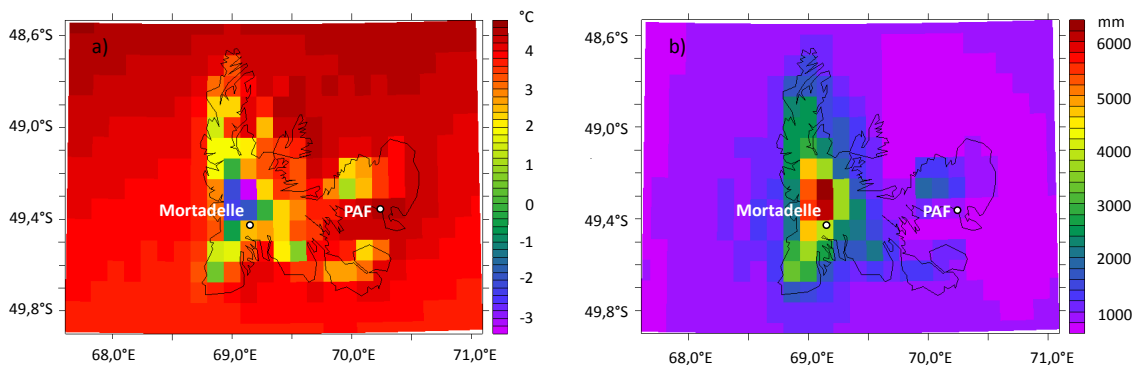 a)
48,6°S
49,0°S
49,4°S
49,8°S
68,0°E
69,0°E
70,0°E
71,0°E
Mortadelle
PAF
°C
4
3
2
1
0
-1
-2
-3
b)
48,6°S
49,0°S
49,4°S
49,8°S
68,0°E
69,0°E
70,0°E
71,0°E
Mortadelle
PAF
mm
6000
5000
4000
3000
2000
1000